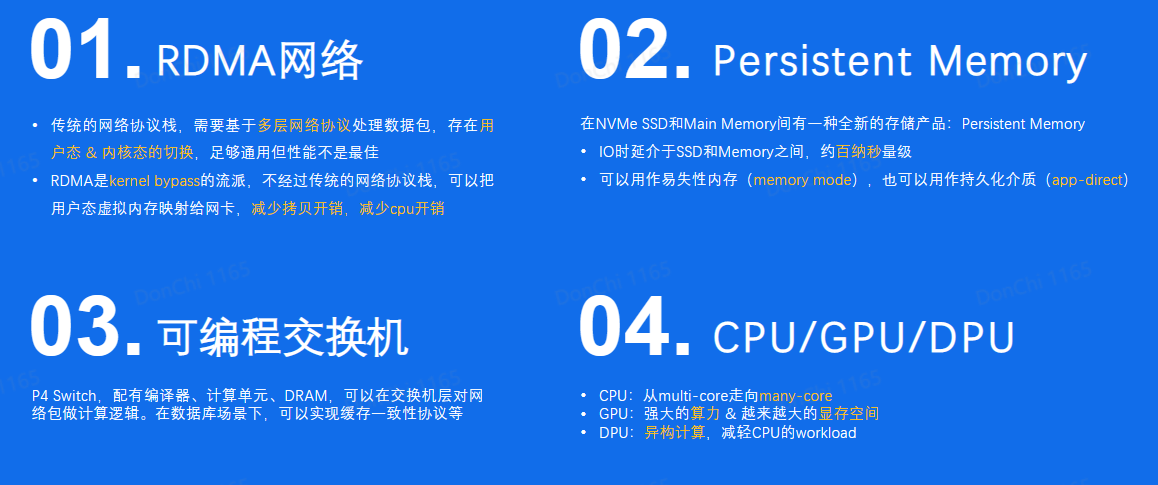 01. RDMA网络
• 传统的网络协议栈，需要基于多层网络协议处理数据包，存在用
户态 & 内核态的切换，足够通用但性能不是最佳
• RDMA是kernel bypass的流派，不经过传统的网络协议栈，可以把
用户态虚拟内存映射给网卡，减少拷贝开销，减少cpu开销
02. Persistent Memory
在NVMe SSD和Main Memory间有一种全新的存储产品：Persistent Memory
• IO时延介于SSD和Memory之间，约百纳秒量级
• 可以用作易失性内存（memory mode），也可以用作持久化介质（app-direct）
03. 可编程交换机
P4 Switch，配有编译器、计算单元、DRAM，可以在交换机层对网
络包做计算逻辑。在数据库场景下，可以实现缓存一致性协议等
04. CPU/GPU/DPU
• CPU：从multi-core走向many-core
• GPU：强大的算力 & 越来越大的显存空间
• DPU：异构计算，减轻CPU的workload
DonChi 1165
DonChi 1165
DonChi 1165